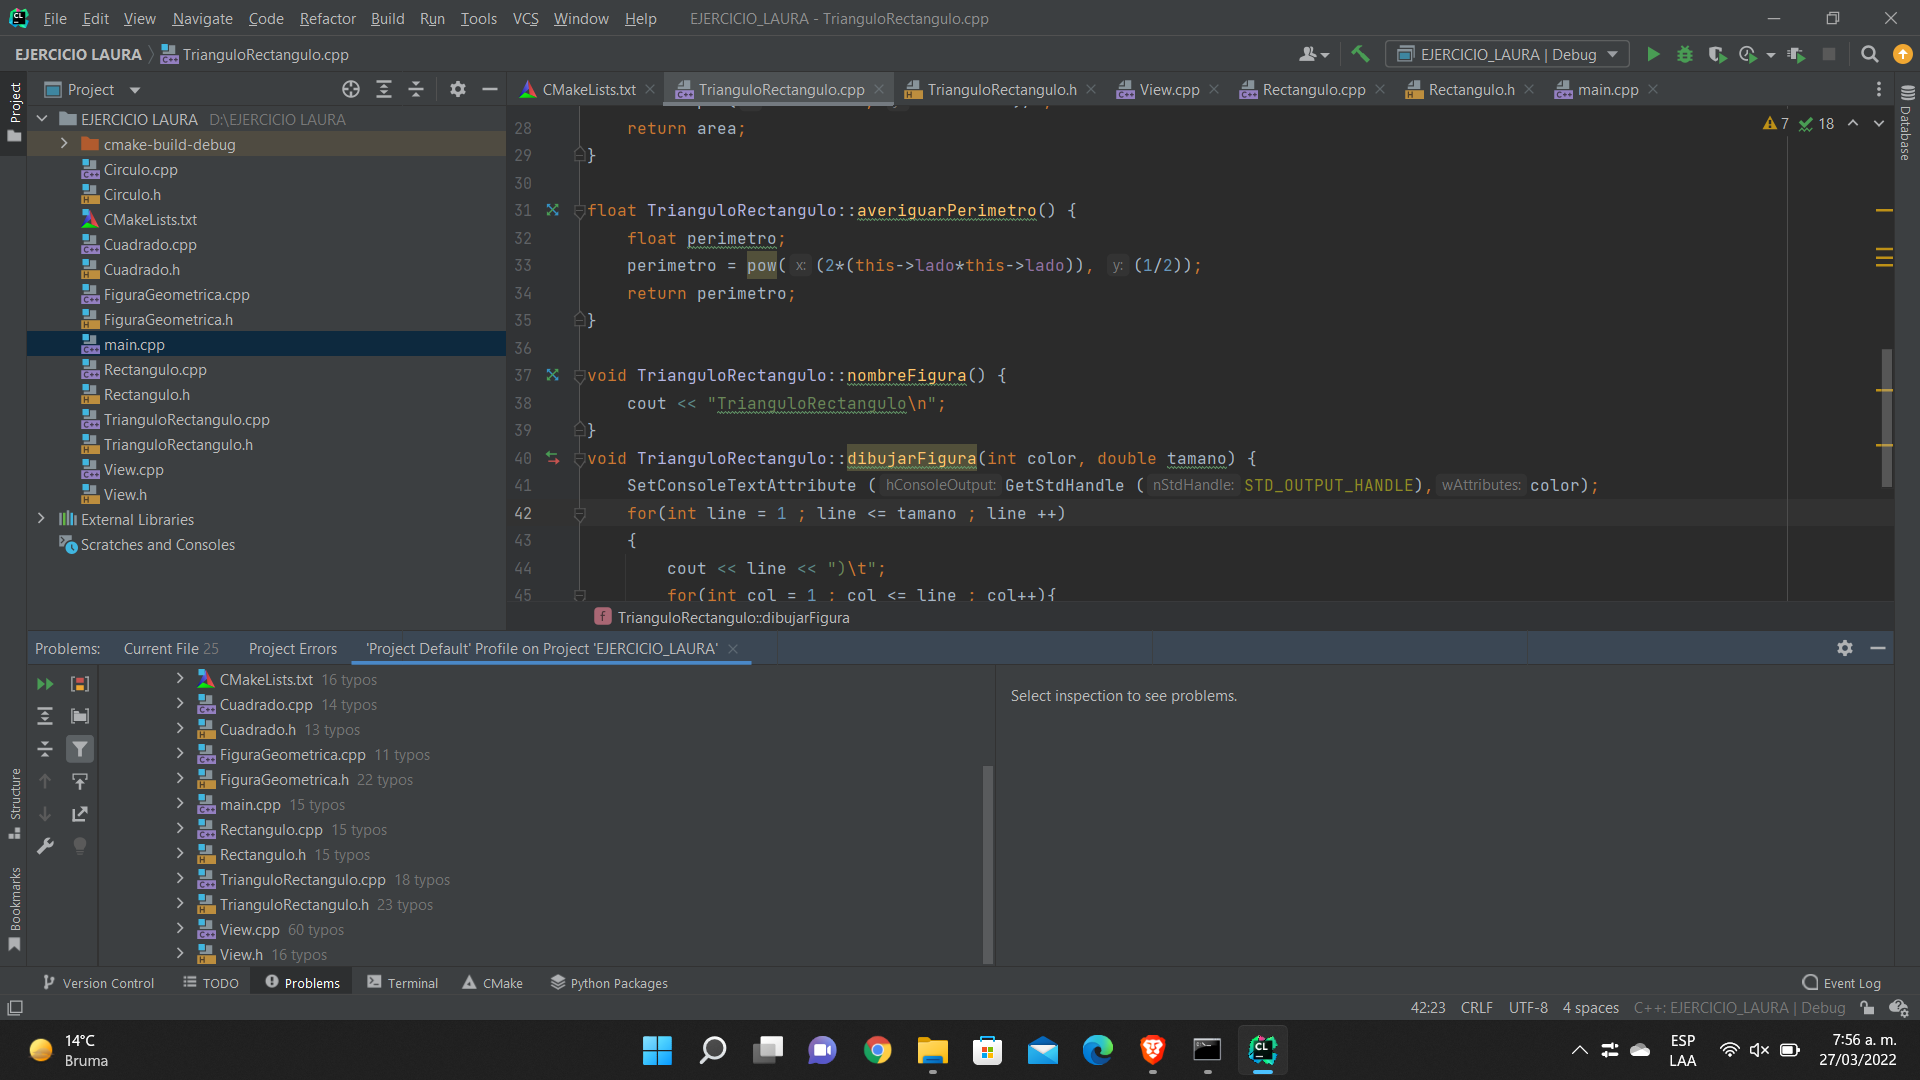 File Edit View Navigate Code Refactor Build Run Tools VCS Window Help EJERCICIO_LAURA - TrianguloRectangulo.cpp
EJERCICIO LAURA TrianguloRectangulo.cpp
EJERCICIO_LAURA | Debug
Project
Project
CMakeLists.txt TrianguloRectangulo.cpp TrianguloRectangulo.h View.cpp Rectangulo.cpp Rectangulo.h main.cpp
Database
EJERCICIO LAURA D:\EJERCICIO LAURA
cmake-build-debug
Circulo.cpp
Circulo.h
CMakeLists.txt
Cuadrado.cpp
Cuadrado.h
FiguraGeometrica.cpp
FiguraGeometrica.h
main.cpp
Rectangulo.cpp
Rectangulo.h
TrianguloRectangulo.cpp
TrianguloRectangulo.h
View.cpp
View.h
External Libraries
Scratches and Consoles
7 18
28 return area;
29 }
30
31 float TrianguloRectangulo::averiguarPerimetro() {
32 float perimetro;
33 perimetro = pow( x: (2*(this->lado*this->lado)), y: (1/2));
34 return perimetro;
35 }
36
37 void TrianguloRectangulo::nombreFigura() {
38 cout << "TrianguloRectangulo\n";
39 }
40 void TrianguloRectangulo::dibujarFigura(int color, double tamano) {
41 SetConsoleTextAttribute ( hConsoleOutput: GetStdHandle ( nStdHandle: STD_OUTPUT_HANDLE), wAttributes: color);
42 for(int line = 1 ; line <= tamano ; line ++)
43 {
44 cout << line << ")\t";
45 for(int col = 1 ; col <= line ; col++){
f TrianguloRectangulo::dibujarFigura
Problems: Current File 25 Project Errors 'Project Default' Profile on Project 'EJERCICIO_LAURA'
CMakeLists.txt 16 typos
Cuadrado.cpp 14 typos
Cuadrado.h 13 typos
FiguraGeometrica.cpp 11 typos
FiguraGeometrica.h 22 typos
main.cpp 15 typos
Rectangulo.cpp 15 typos
Rectangulo.h 15 typos
TrianguloRectangulo.cpp 18 typos
TrianguloRectangulo.h 23 typos
View.cpp 60 typos
View.h 16 typos
Select inspection to see problems.
Structure
Bookmarks
Version Control TODO Problems Terminal CMake Python Packages Event Log
42:23 CRLF UTF-8 4 spaces C++: EJERCICIO_LAURA | Debug
14°C
Bruma
ESP
LAA
7:56 a. m.
27/03/2022